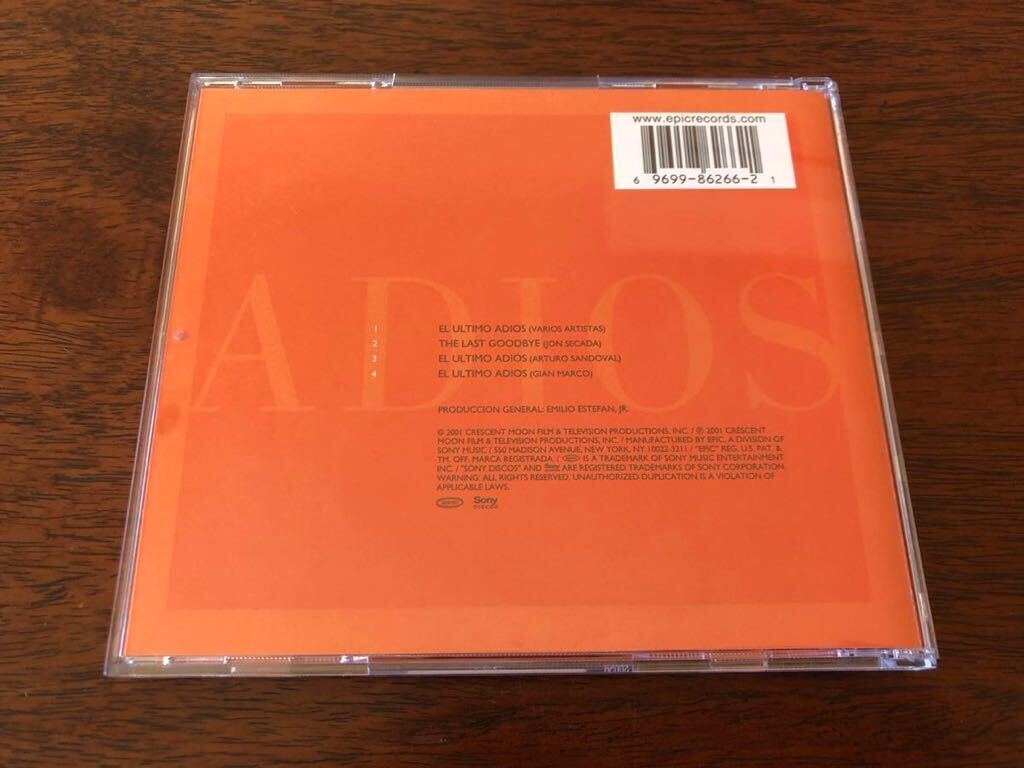 www.epicrecords.com
6 9699-86266-2 1
ADIOS
1 EL ULTIMO ADIOS (VARIOS ARTISTAS)
2 THE LAST GOODBYE (JON SECADA)
3 EL ULTIMO ADIOS (ARTURO SANDOVAL)
4 EL ULTIMO ADIOS (GIAN MARCO)
PRODUCCION GENERAL: EMILIO ESTEFAN, JR.
© 2001 CRESCENT MOON FILM & TELEVISION PRODUCTIONS, INC. / ℗ 2001 CRESCENT
MOON FILM & TELEVISION PRODUCTIONS, INC. / MANUFACTURED BY EPIC, A DIVISION OF
SONY MUSIC / 550 MADISON AVENUE, NEW YORK, NY 10022-3211 / "EPIC" REG. U.S. PAT. &
TM. OFF. MARCA REGISTRADA. / IS A TRADEMARK OF SONY MUSIC ENTERTAINMENT
INC. / "SONY DISCOS" AND ARE REGISTERED TRADEMARKS OF SONY CORPORATION.
WARNING: ALL RIGHTS RESERVED. UNAUTHORIZED DUPLICATION IS A VIOLATION OF
APPLICABLE LAWS.
Sony
DISCOS